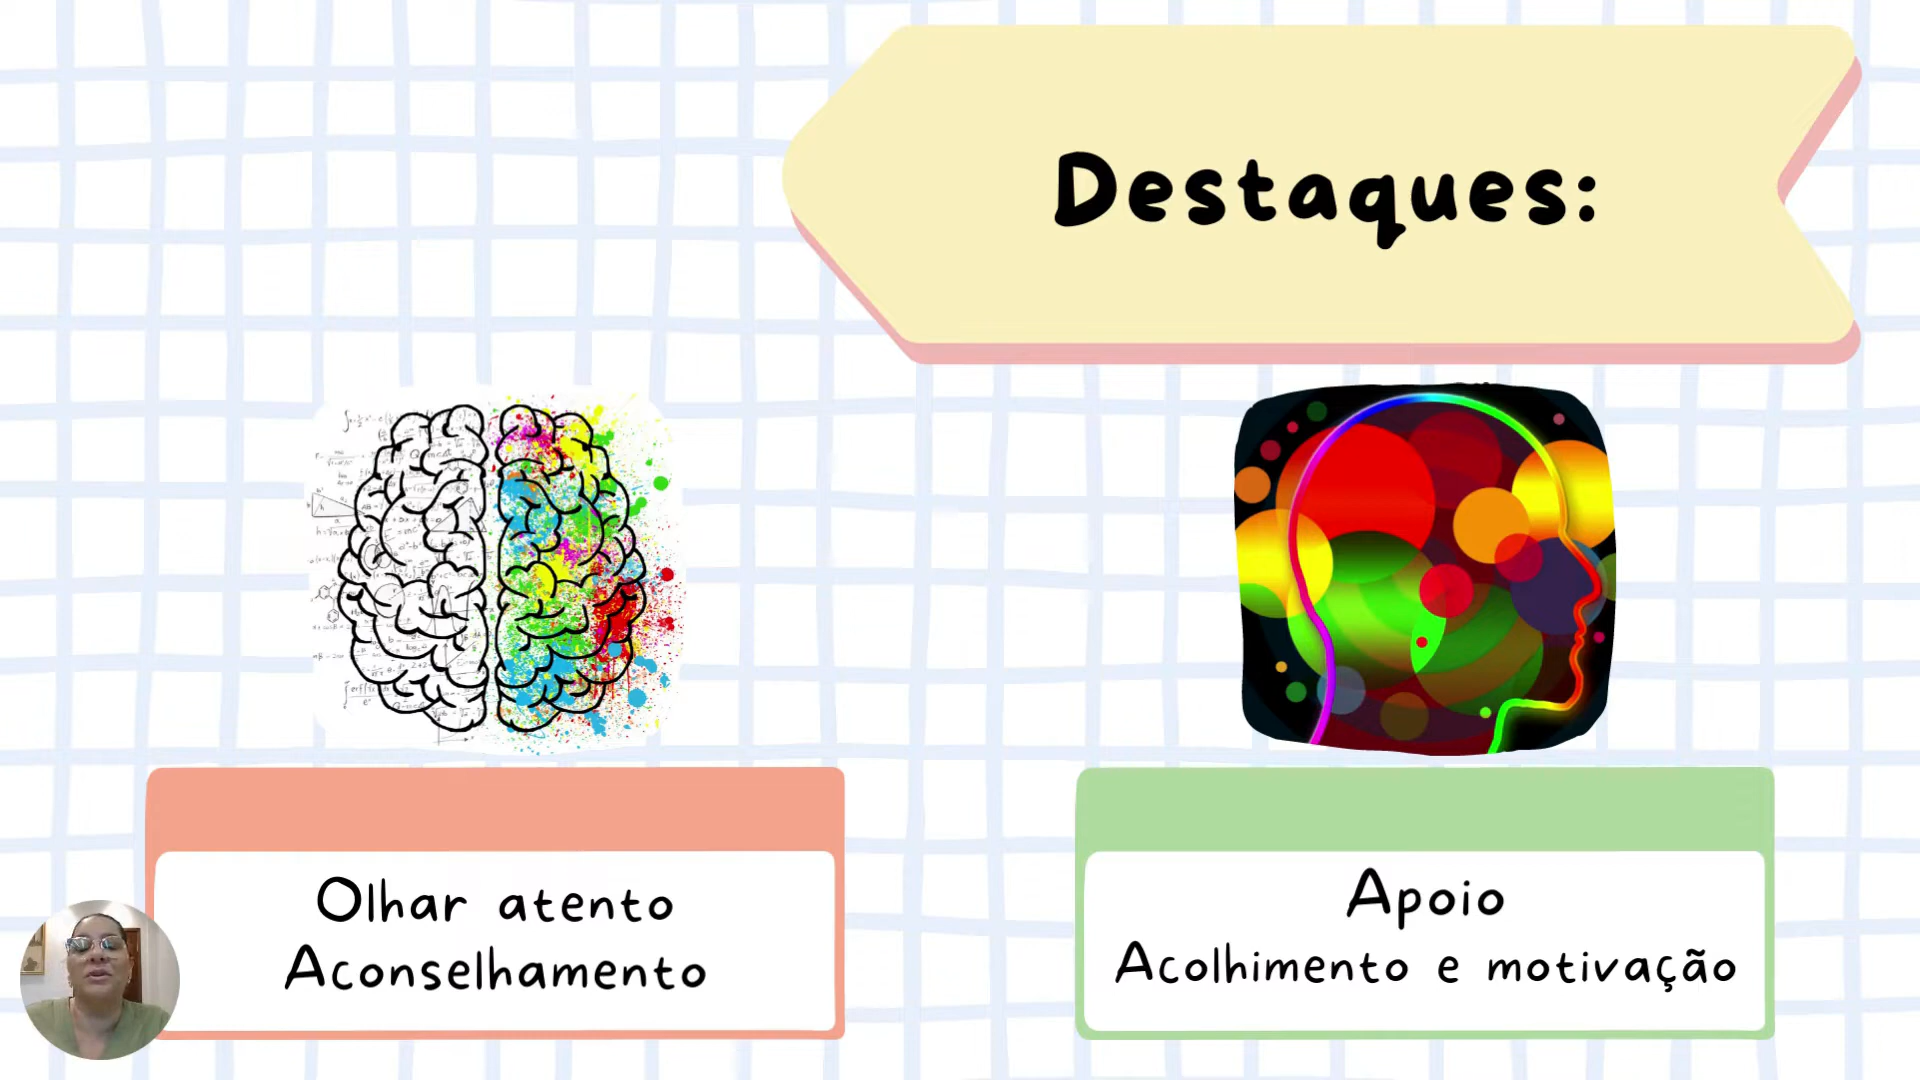 Destaques:
Olhar atento
Aconselhamento
Apoio
Acolhimento e motivação